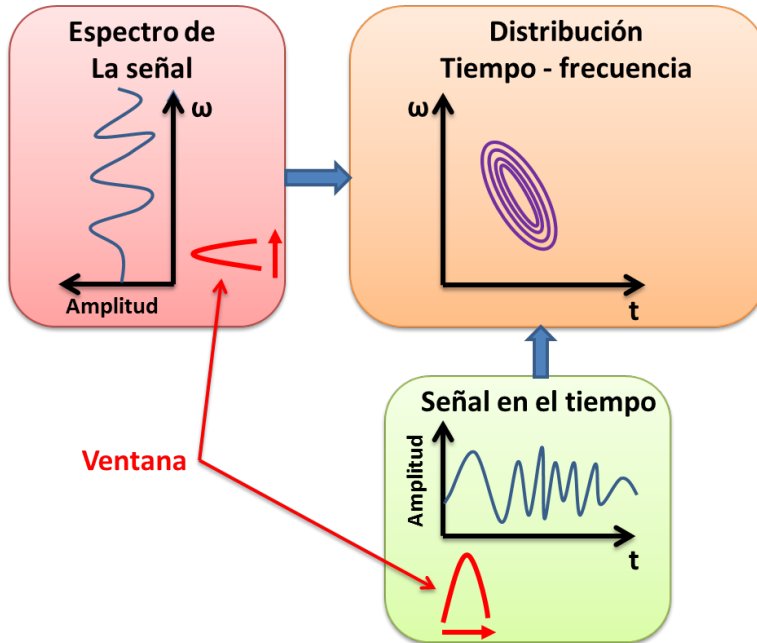 Espectro de
La señal
ω
Amplitud
Distribución
Tiempo - frecuencia
ω
t
Ventana
Señal en el tiempo
Amplitud
t